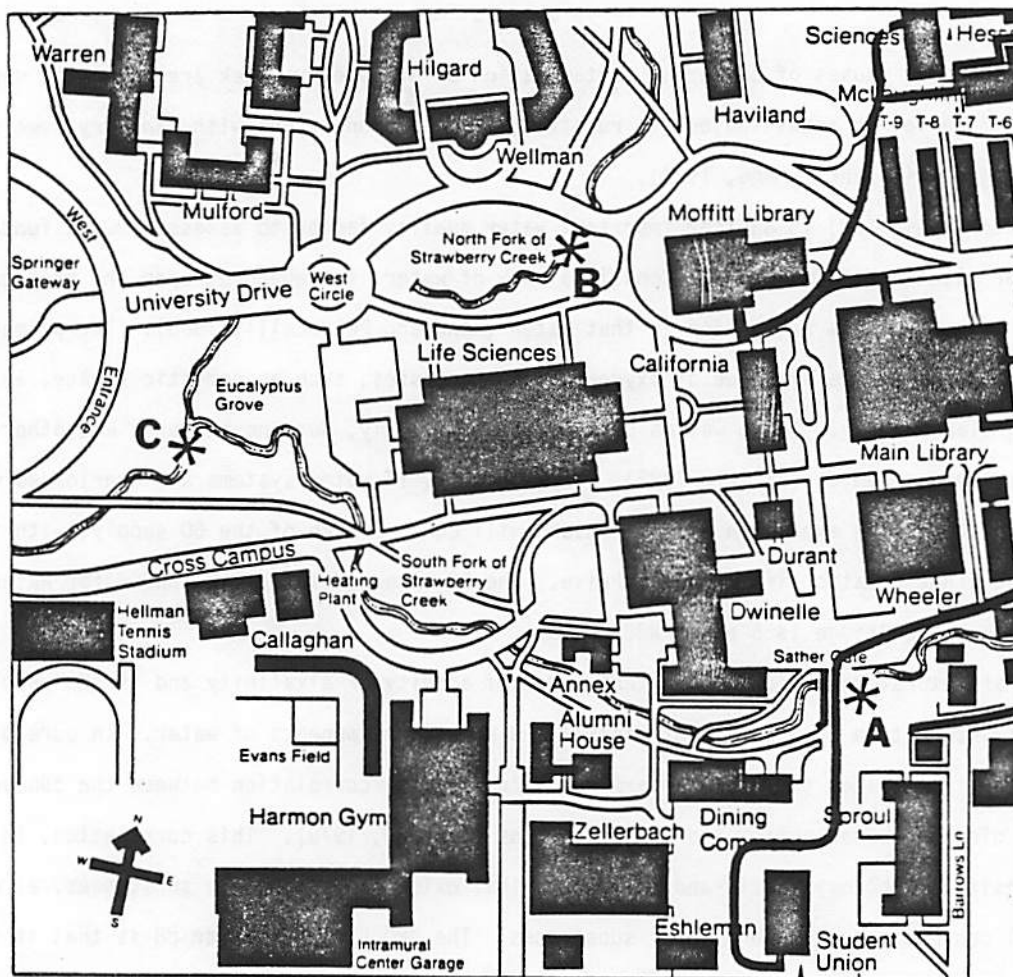 Warren
Hilgard
Sciences
Hesse
McLaughlin
T-9 T-8 T-7 T-6
Haviland
Wellman
Mulford
Moffitt Library
North Fork of
Strawberry Creek
B
West
Entrance
Springer
Gateway
West
Circle
University Drive
Life Sciences
California
Eucalyptus
Grove
C
Main Library
Cross Campus
South Fork of
Strawberry
Creek
Heating
Plant
Durant
Wheeler
Dwinelle
Hellman
Tennis
Stadium
Callaghan
Sather Gate
A
Annex
Alumni
House
Evans Field
Harmon Gym
Zellerbach
Dining
Commons
Sproul
Barrows Ln
N
W
E
S
Eshleman
Student
Union
Intramural
Center Garage